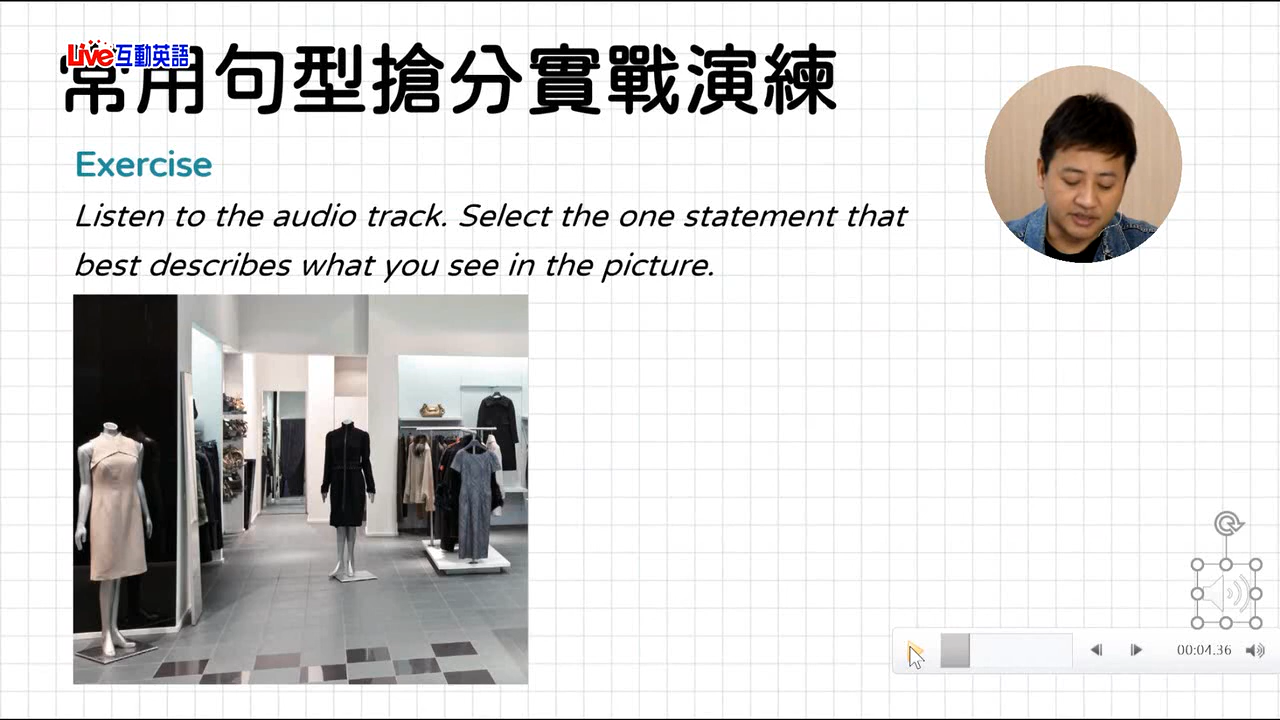 Live互動英語
常用句型搶分實戰演練
Exercise
Listen to the audio track. Select the one statement that
best describes what you see in the picture.
00:04.36